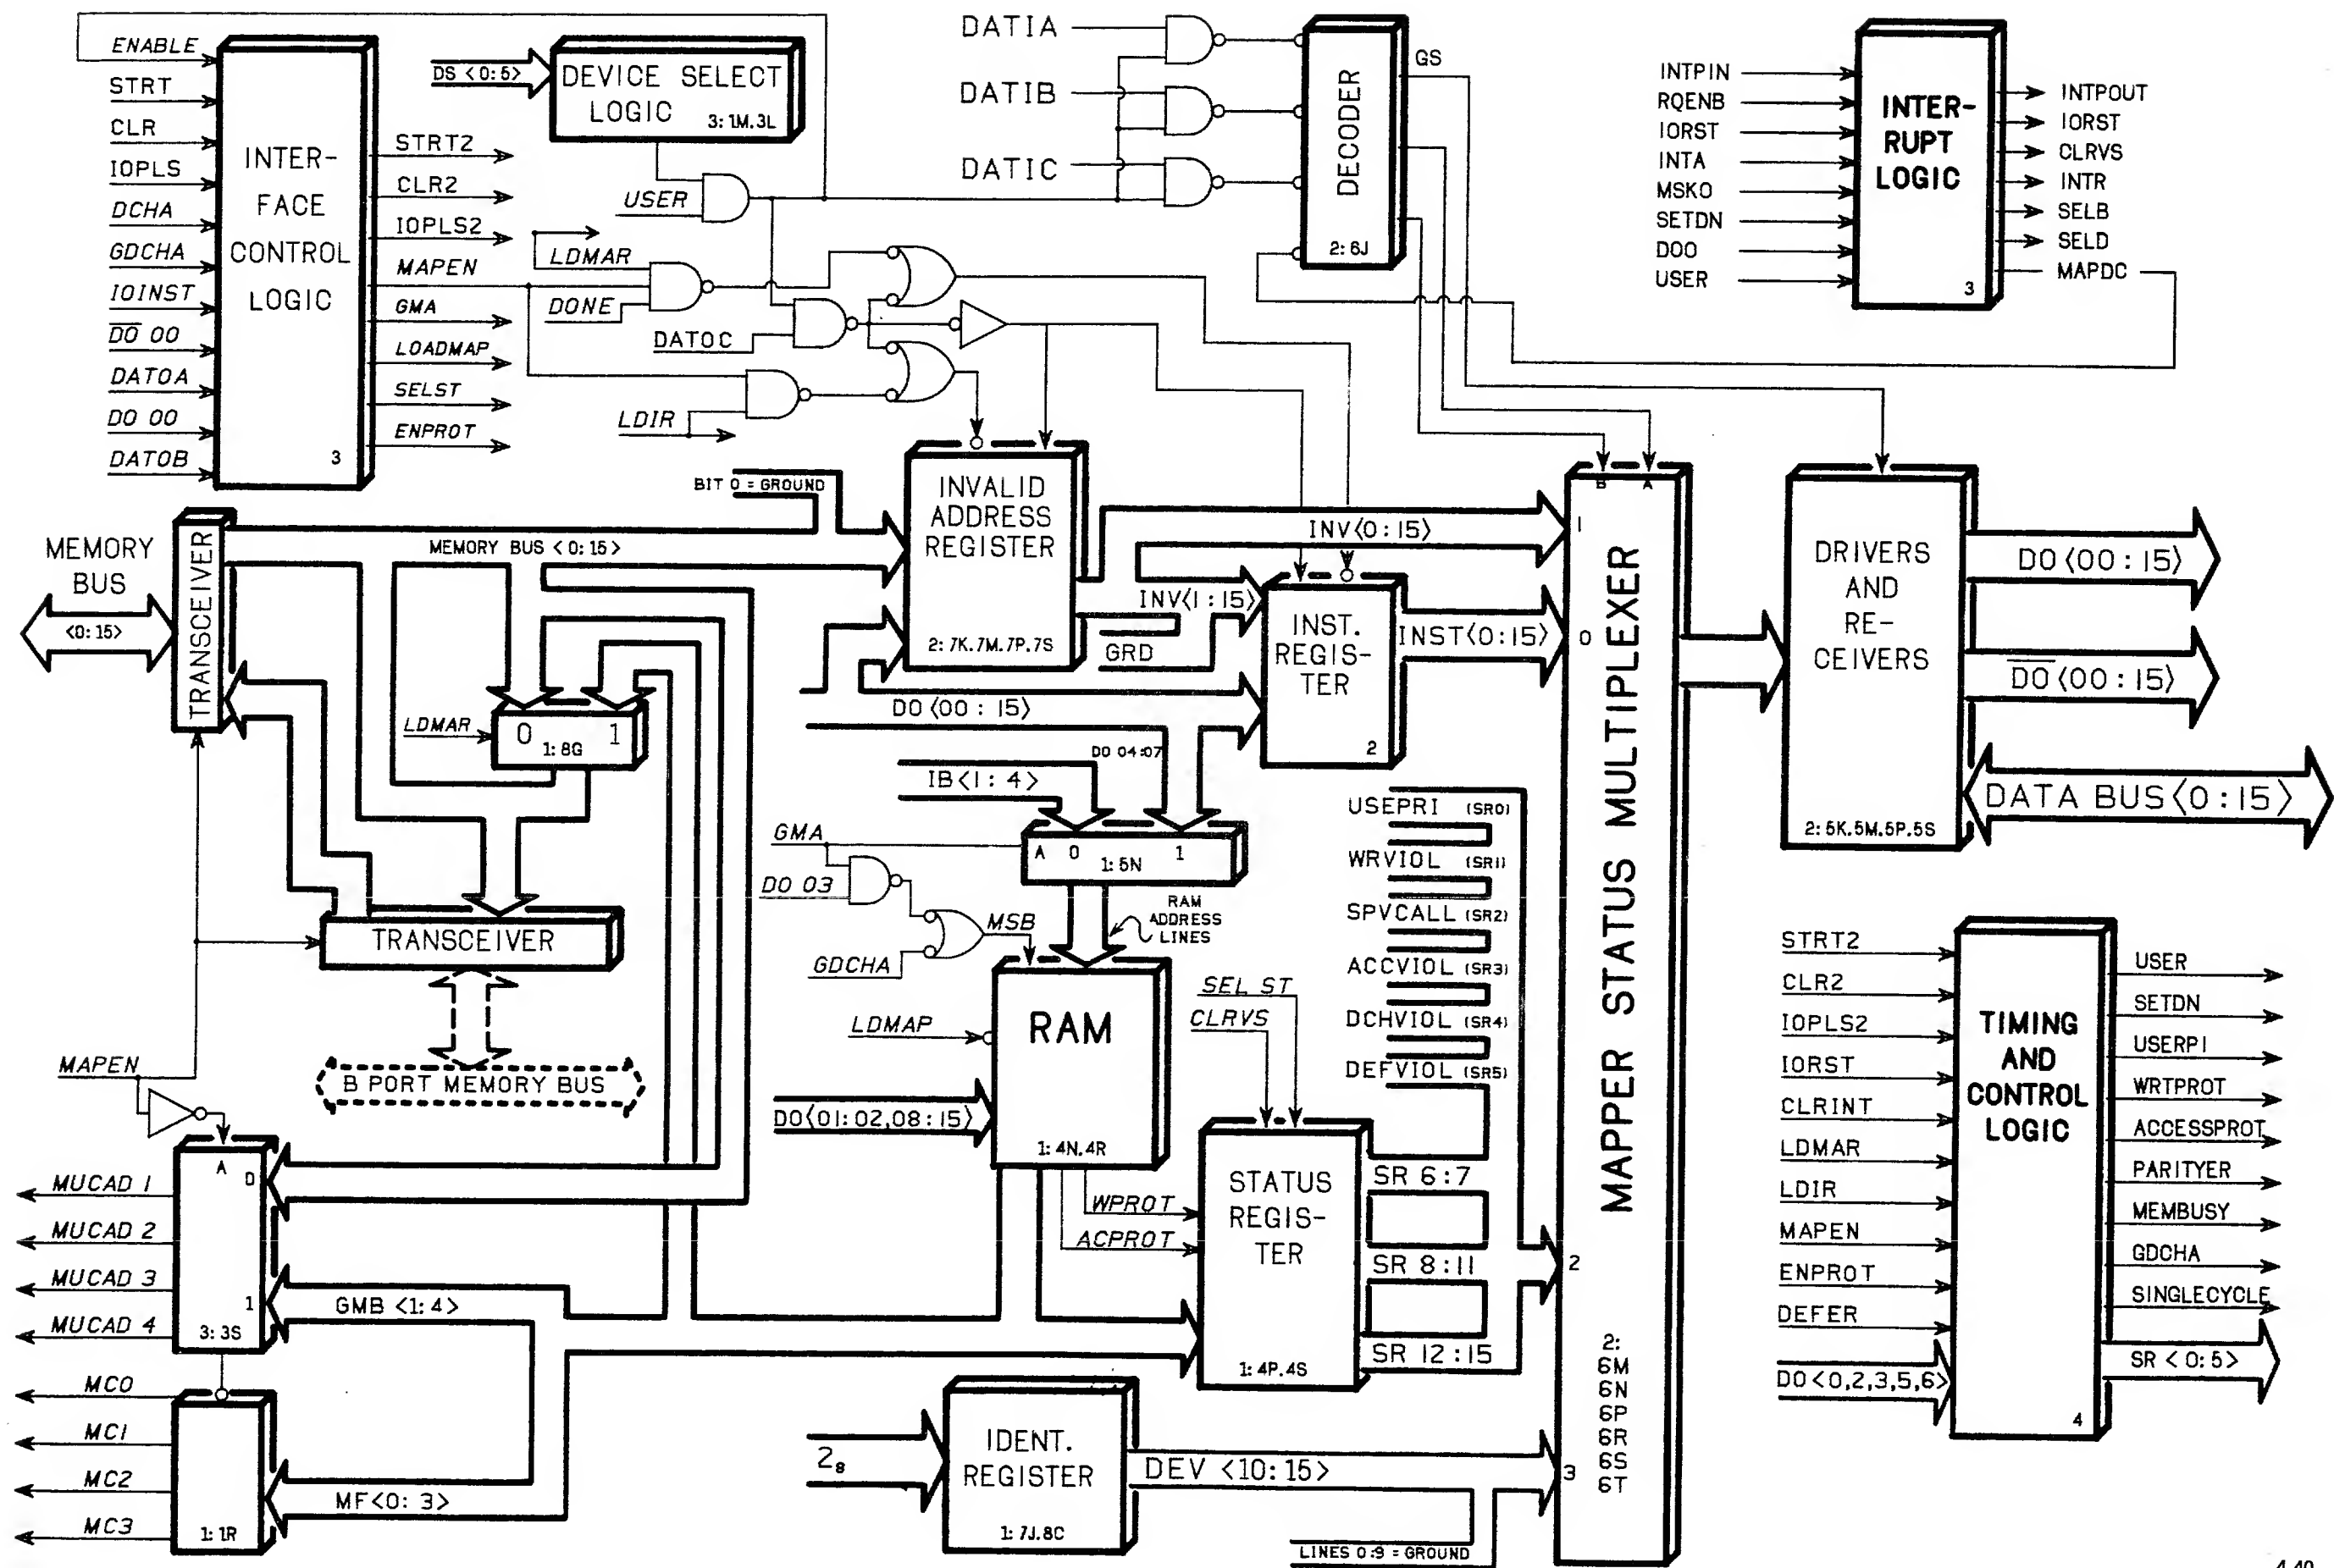 ENABLE
STRT
CLR
IOPLS
DCHA
GDCHA
IOINST
DO 00
DATOA
DO 00
DATOB
INTER-
FACE
CONTROL
LOGIC
3
STRT2
CLR2
IOPLS2
MAPEN
GMA
LOADMAP
SELST
ENPROT
DS <0:5>
DEVICE SELECT
LOGIC
3: 1M.3L
USER
LDMAR
DONE
DATOC
LDIR
DATIA
DATIB
DATIC
DECODER
2: 6J
GS
INTPIN
RQENB
IORST
INTA
MSKO
SETDN
DOO
USER
INTER-
RUPT
LOGIC
3
INTPOUT
IORST
CLRVS
INTR
SELB
SELD
MAPDC
BIT 0 = GROUND
MEMORY
BUS
<0:15>
TRANSCEIVER
MEMORY BUS <0:15>
INVALID
ADDRESS
REGISTER
2: 7K.7M.7P.7S
INV<0:15>
INV<1:15>
GRD
INST.
REGIS-
TER
2
INST<0:15>
DO<00:15>
LDMAR
0 1
1: 8G
DO 04:07
IB<1:4>
GMA
A 0 1
1: 5N
DO 03
MSB
GDCHA
RAM
ADDRESS
LINES
LDMAP
RAM
1: 4N.4R
DO<01:02,08:15>
WPROT
ACPROT
SEL ST
CLRVS
STATUS
REGIS-
TER
1: 4P.4S
USEPRI (SR0)
WRVIOL (SR1)
SPVCALL (SR2)
ACCVIOL (SR3)
DCHVIOL (SR4)
DEFVIOL (SR5)
SR 6:7
SR 8:11
SR 12:15
B A
1
0
2
3
MAPPER STATUS MULTIPLEXER
2:
6M
6N
6P
6R
6S
6T
DRIVERS
AND
RE-
CEIVERS
2: 5K.5M.5P.5S
DO<00:15>
DO<00:15>
DATA BUS<0:15>
TRANSCEIVER
B PORT MEMORY BUS
MAPEN
A
0
1
3: 3S
MUCAD 1
MUCAD 2
MUCAD 3
MUCAD 4
GMB <1:4>
MC0
MC1
MC2
MC3
1: 1R
MF<0:3>
2₈
IDENT.
REGISTER
1: 7J.8C
DEV <10:15>
LINES 0:9 = GROUND
STRT2
CLR2
IOPLS2
IORST
CLRINT
LDMAR
LDIR
MAPEN
ENPROT
DEFER
DO<0,2,3,5,6>
TIMING
AND
CONTROL
LOGIC
4
USER
SETDN
USERPI
WRTPROT
ACCESSPROT
PARITYER
MEMBUSY
GDCHA
SINGLECYCLE
SR <0:5>